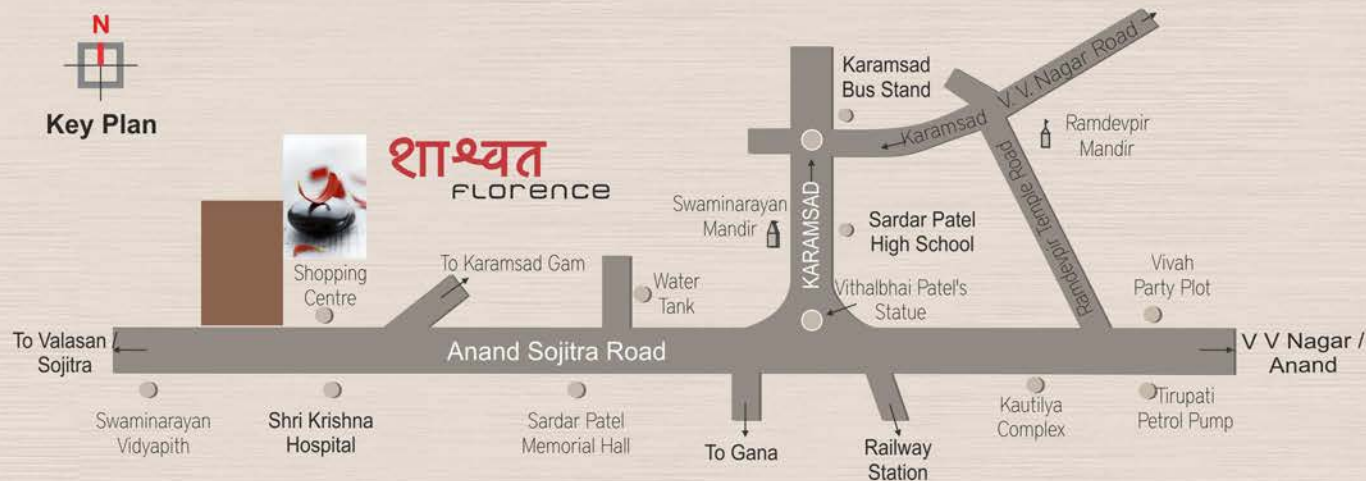 N
Key Plan
शाश्वत
FLORENCE
Shopping
Centre
To Karamsad Gam
Water
Tank
Swaminarayan
Mandir
KARAMSAD
Karamsad
Bus Stand
Karamsad
V. V. Nagar Road
Ramdevpir
Mandir
Ramdevpir Temple Road
Sardar Patel
High School
Vithalbhai Patel's
Statue
Vivah
Party Plot
To Valasan /
Sojitra
Anand Sojitra Road
V V Nagar /
Anand
Swaminarayan
Vidyapith
Shri Krishna
Hospital
Sardar Patel
Memorial Hall
To Gana
Railway
Station
Kautilya
Complex
Tirupati
Petrol Pump